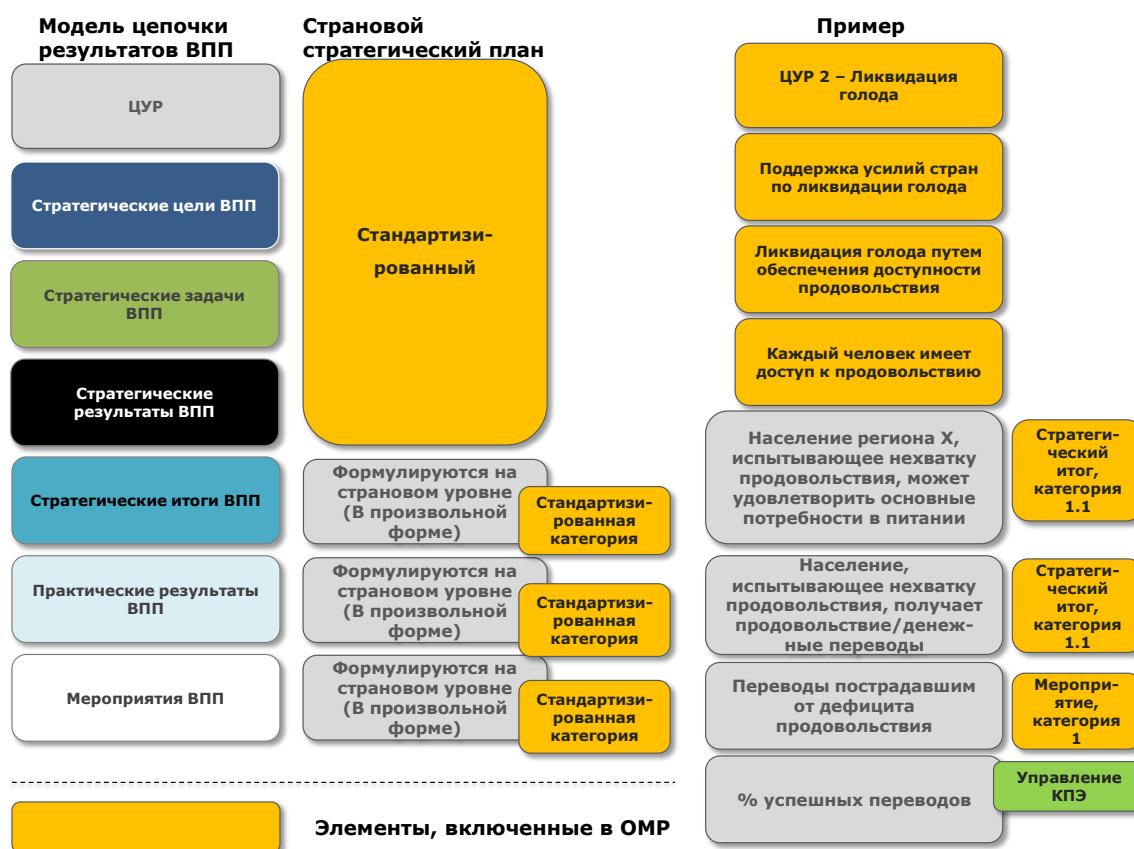 Модель цепочки
результатов ВПП
Страновой
стратегический план
Пример
ЦУР
Стратегические цели ВПП
Стратегические задачи
ВПП
Стратегические
результаты ВПП
Стратегические итоги ВПП
Практические результаты
ВПП
Мероприятия ВПП
Стандартизи-
рованный
Формулируются на
страновом уровне
(В произвольной
форме)
Стандартизи-
рованная
категория
Формулируются на
страновом уровне
(В произвольной
форме)
Стандартизи-
рованная
категория
Формулируются на
страновом уровне
(В произвольной
форме)
Стандартизи-
рованная
категория
ЦУР 2 – Ликвидация
голода
Поддержка усилий стран
по ликвидации голода
Ликвидация голода путем
обеспечения доступности
продовольствия
Каждый человек имеет
доступ к продовольствию
Население региона X,
испытывающее нехватку
продовольствия, может
удовлетворить основные
потребности в питании
Стратеги-
ческий
итог,
категория
1.1
Население,
испытывающее нехватку
продовольствия, получает
продовольствие/денеж-
ные переводы
Стратеги-
ческий
итог,
категория
1.1
Переводы пострадавшим
от дефицита
продовольствия
Меропри-
ятие,
категория
1
% успешных переводов
Управление
КПЭ
Элементы, включенные в ОМР